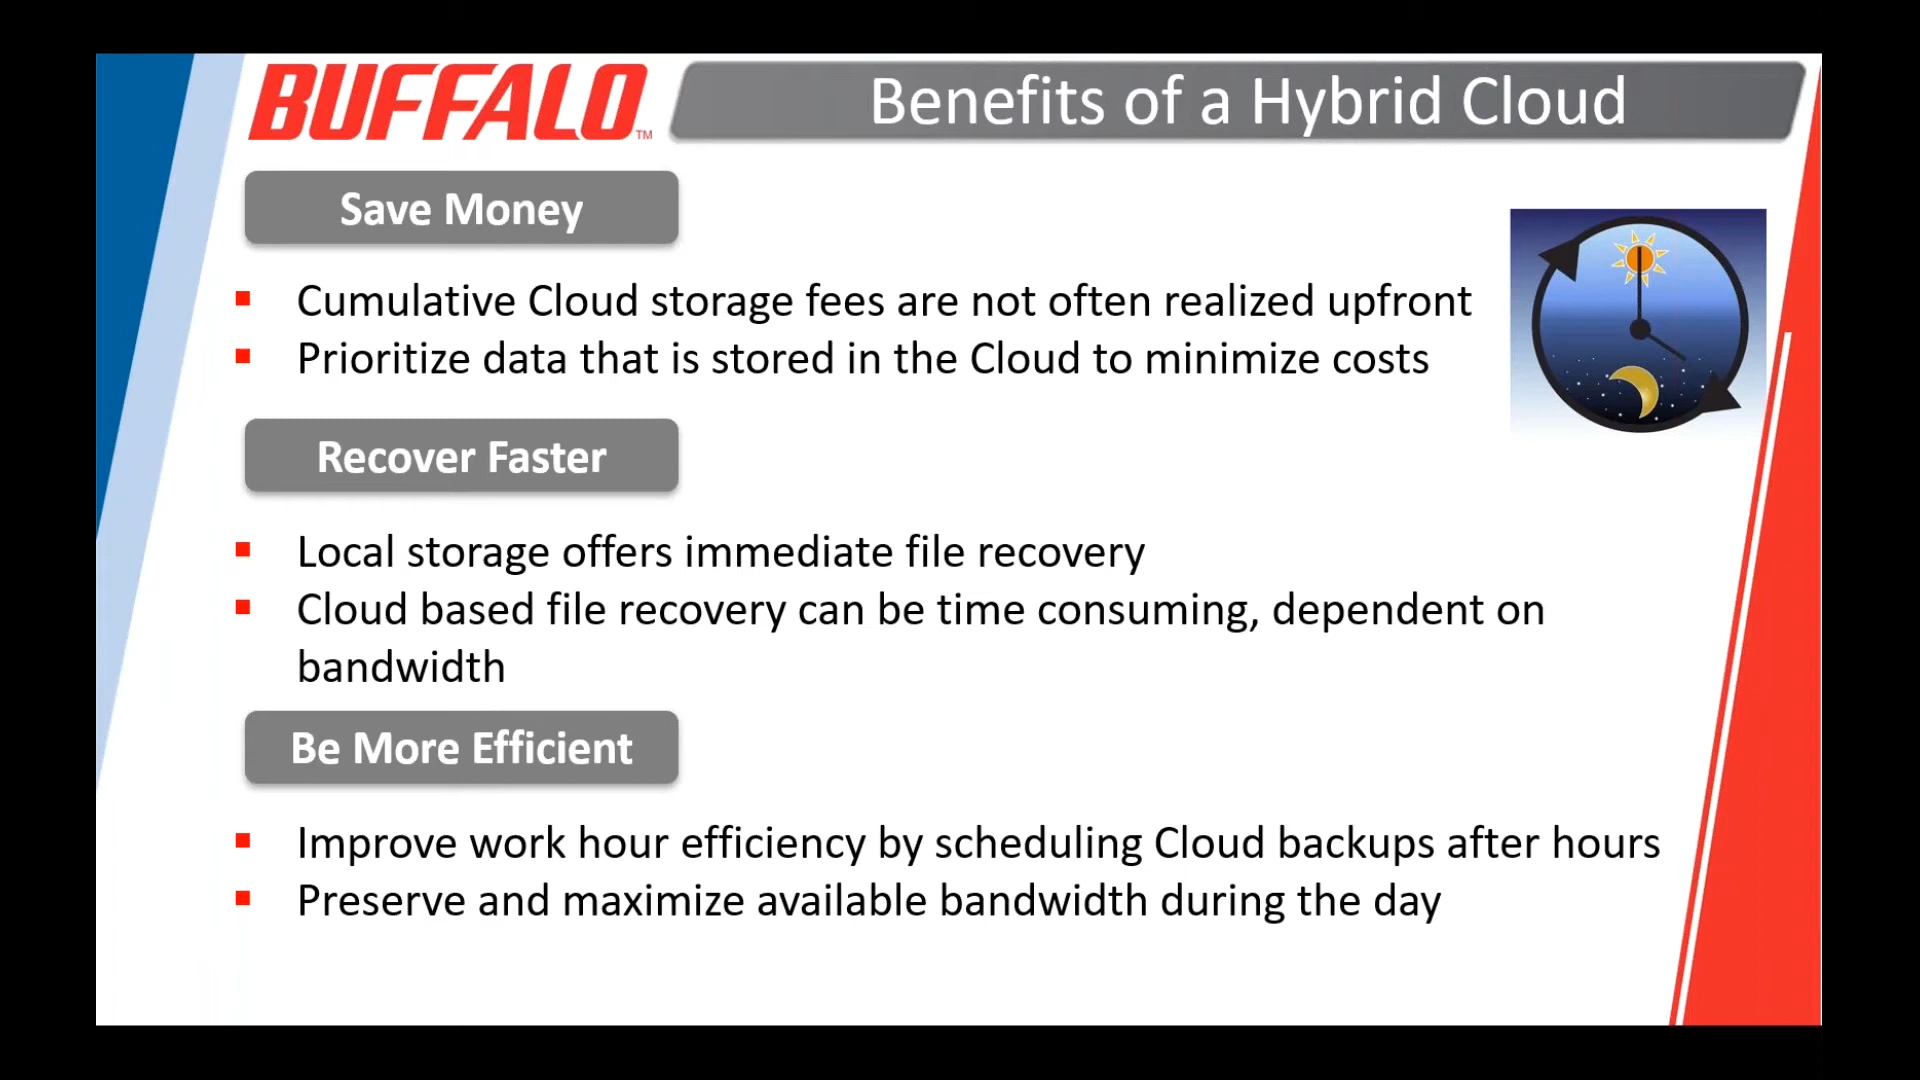 BUFFALO™
Benefits of a Hybrid Cloud
Save Money
▪ Cumulative Cloud storage fees are not often realized upfront
▪ Prioritize data that is stored in the Cloud to minimize costs
Recover Faster
▪ Local storage offers immediate file recovery
▪ Cloud based file recovery can be time consuming, dependent on
bandwidth
Be More Efficient
▪ Improve work hour efficiency by scheduling Cloud backups after hours
▪ Preserve and maximize available bandwidth during the day